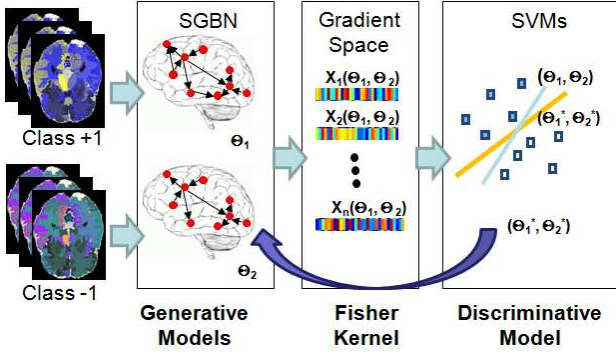 SGBN
Gradient
Space
SVMs
Class +1
Θ₁
X₁(Θ₁, Θ₂)
X₂(Θ₁, Θ₂)
Xₙ(Θ₁, Θ₂)
(Θ₁, Θ₂)
(Θ₁*, Θ₂*)
Class -1
Θ₂
(Θ₁*, Θ₂*)
Generative
Models
Fisher
Kernel
Discriminative
Model